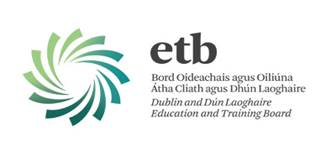 etb
Bord Oideachais agus Oiliúna
Átha Cliath agus Dhún Laoghaire
Dublin and Dún Laoghaire
Education and Training Board